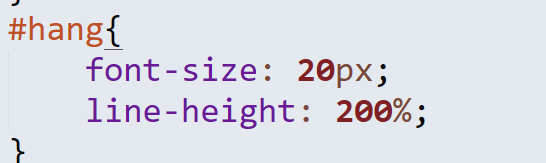 }
#hang{
font-size: 20px;
line-height: 200%;
}